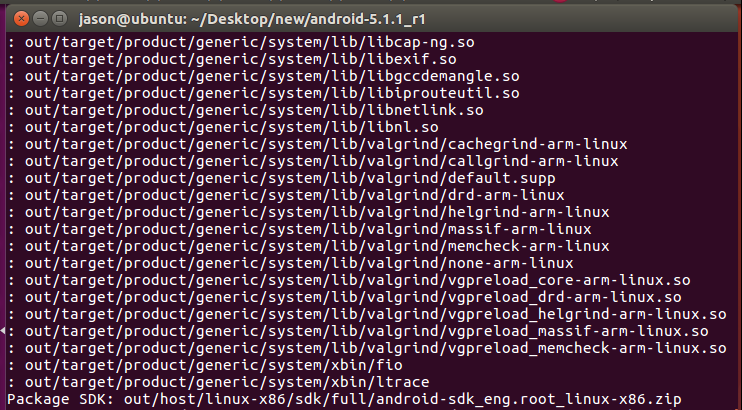 jason@ubuntu: ~/Desktop/new/android-5.1.1_r1
: out/target/product/generic/system/lib/libcap-ng.so
: out/target/product/generic/system/lib/libexif.so
: out/target/product/generic/system/lib/libgccdemangle.so
: out/target/product/generic/system/lib/libiprouteutil.so
: out/target/product/generic/system/lib/libnetlink.so
: out/target/product/generic/system/lib/libnl.so
: out/target/product/generic/system/lib/valgrind/cachegrind-arm-linux
: out/target/product/generic/system/lib/valgrind/callgrind-arm-linux
: out/target/product/generic/system/lib/valgrind/default.supp
: out/target/product/generic/system/lib/valgrind/drd-arm-linux
: out/target/product/generic/system/lib/valgrind/helgrind-arm-linux
: out/target/product/generic/system/lib/valgrind/massif-arm-linux
: out/target/product/generic/system/lib/valgrind/memcheck-arm-linux
: out/target/product/generic/system/lib/valgrind/none-arm-linux
: out/target/product/generic/system/lib/valgrind/vgpreload_core-arm-linux.so
: out/target/product/generic/system/lib/valgrind/vgpreload_drd-arm-linux.so
: out/target/product/generic/system/lib/valgrind/vgpreload_helgrind-arm-linux.so
: out/target/product/generic/system/lib/valgrind/vgpreload_massif-arm-linux.so
: out/target/product/generic/system/lib/valgrind/vgpreload_memcheck-arm-linux.so
: out/target/product/generic/system/xbin/fio
: out/target/product/generic/system/xbin/ltrace
Package SDK: out/host/linux-x86/sdk/full/android-sdk_eng.root_linux-x86.zip